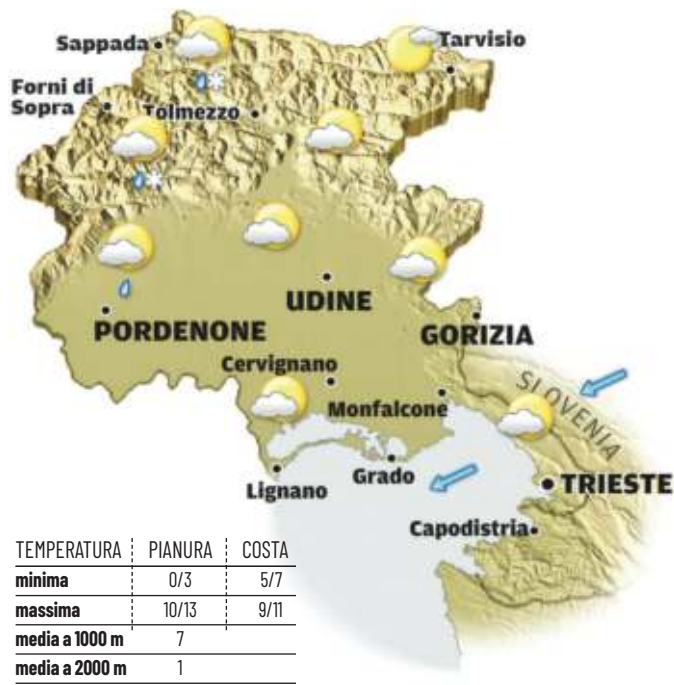 Sappada
Tarvisio
Forni di
Sopra
Tolmezzo
UDINE
PORDENONE
GORIZIA
Cervignano
SLOVENIA
Monfalcone
Grado
Lignano
TRIESTE
Capodistria
TEMPERATURA PIANURA COSTA
minima 0/3 5/7
massima 10/13 9/11
media a 1000 m 7
media a 2000 m 1